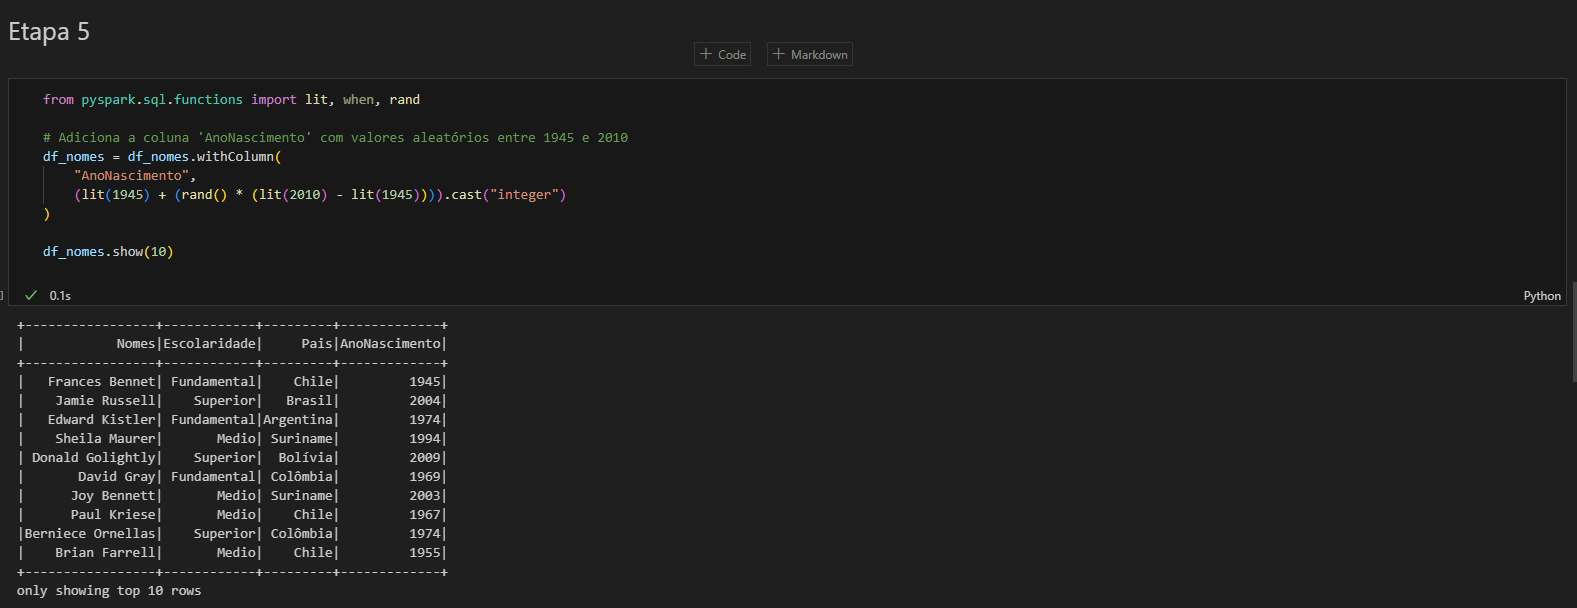 Etapa 5
+ Code + Markdown
from pyspark.sql.functions import lit, when, rand
# Adiciona a coluna 'AnoNascimento' com valores aleatórios entre 1945 e 2010
df_nomes = df_nomes.withColumn(
    "AnoNascimento",
    (lit(1945) + (rand() * (lit(2010) - lit(1945)))).cast("integer")
)
df_nomes.show(10)
] ✓ 0.1s Python
+-----------------+------------+---------+-------------+
|            Nomes|Escolaridade|     Pais|AnoNascimento|
+-----------------+------------+---------+-------------+
|   Frances Bennet| Fundamental|    Chile|         1945|
|    Jamie Russell|    Superior|   Brasil|         2004|
|   Edward Kistler| Fundamental|Argentina|         1974|
|    Sheila Maurer|       Medio| Suriname|         1994|
| Donald Golightly|    Superior|  Bolívia|         2009|
|       David Gray| Fundamental| Colômbia|         1969|
|      Joy Bennett|       Medio| Suriname|         2003|
|      Paul Kriese|       Medio|    Chile|         1967|
|Berniece Ornellas|    Superior| Colômbia|         1974|
|    Brian Farrell|       Medio|    Chile|         1955|
+-----------------+------------+---------+-------------+
only showing top 10 rows